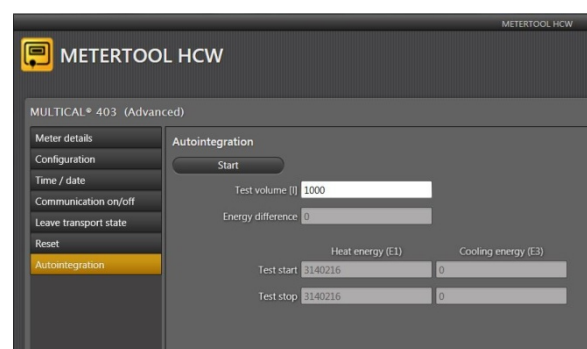 METERTOOL HCW
METERTOOL HCW
MULTICAL® 403 (Advanced)
Meter details
Configuration
Time / date
Communication on/off
Leave transport state
Reset
Autointegration
Autointegration
Start
Test volume [l] 1000
Energy difference 0
Heat energy (E1) Cooling energy (E3)
Test start 3140216 0
Test stop 3140216 0